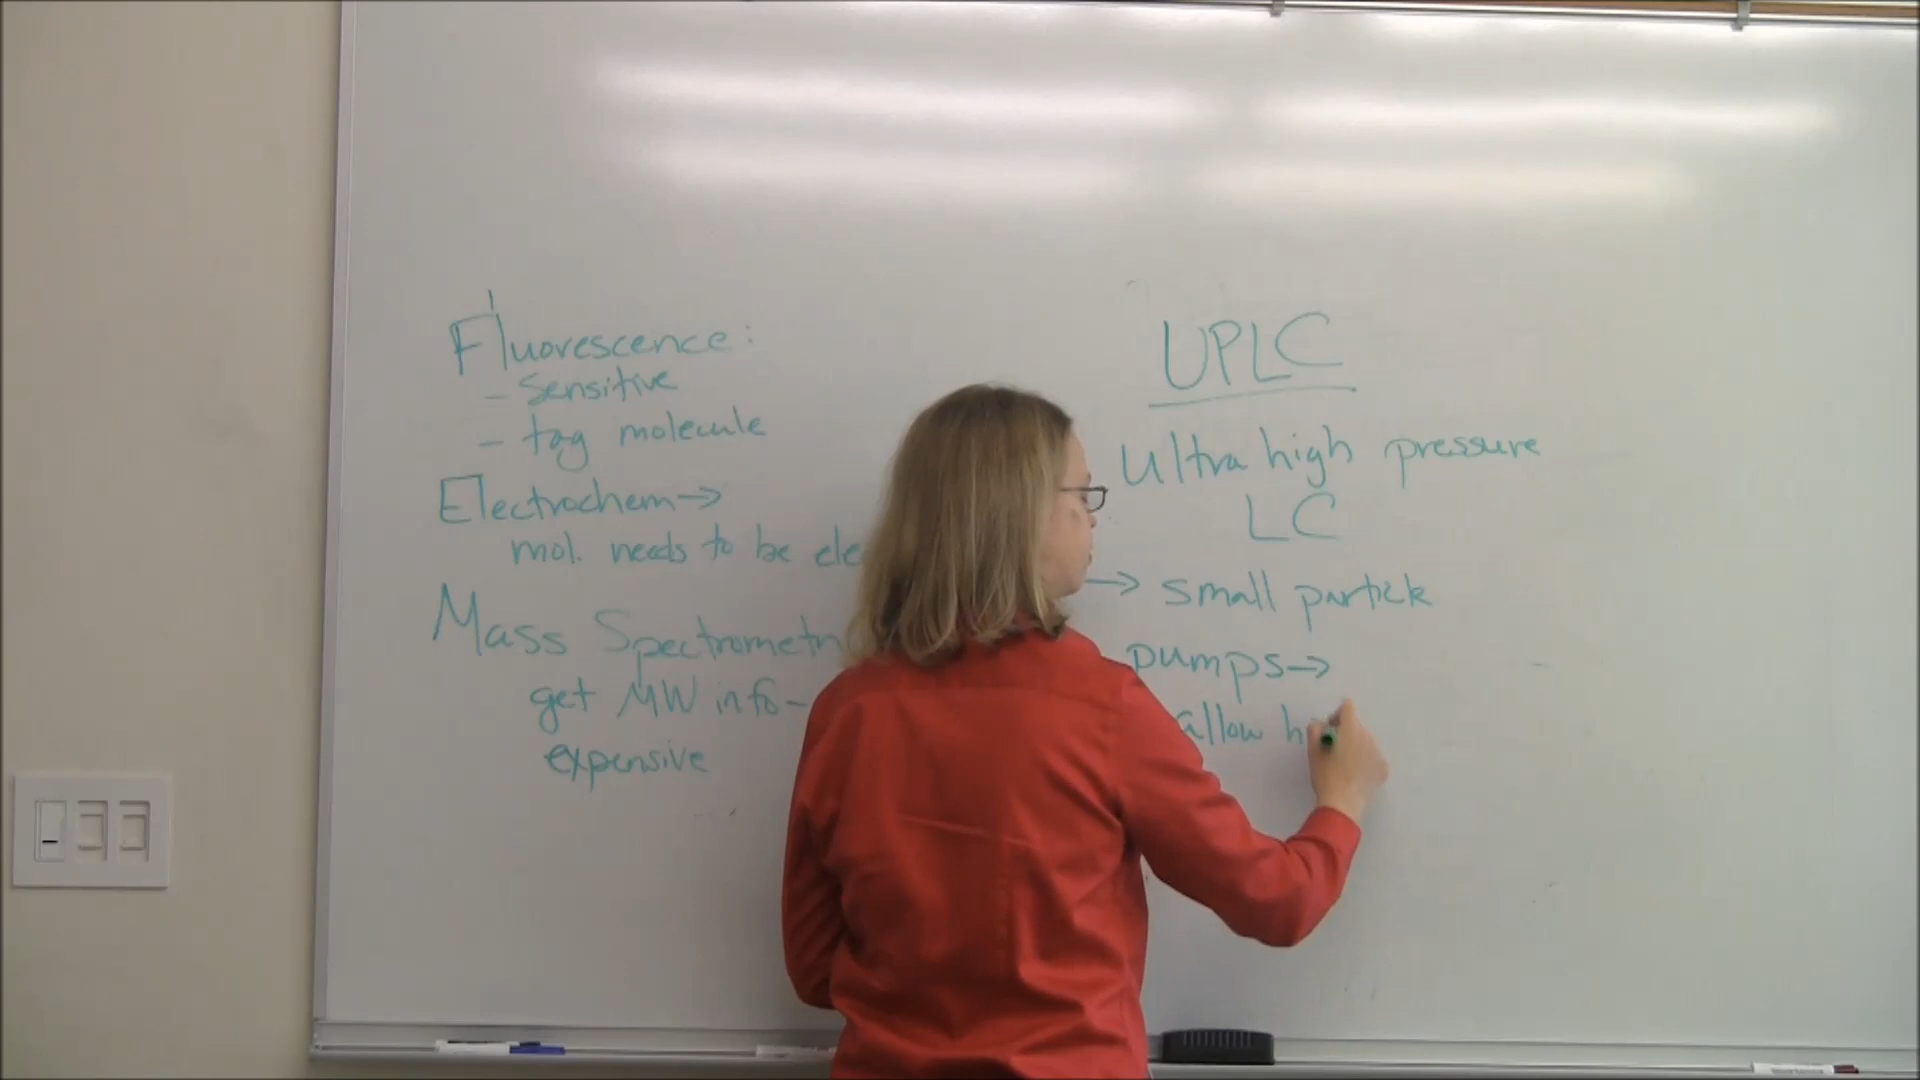 Fluorescence:
- Sensitive
- tag molecule
Electrochem→
mol. needs to be ele
Mass Spectrometr
get MW info-
expensive
UPLC
Ultra high pressure
LC
→ small particle
pumps→
allow h